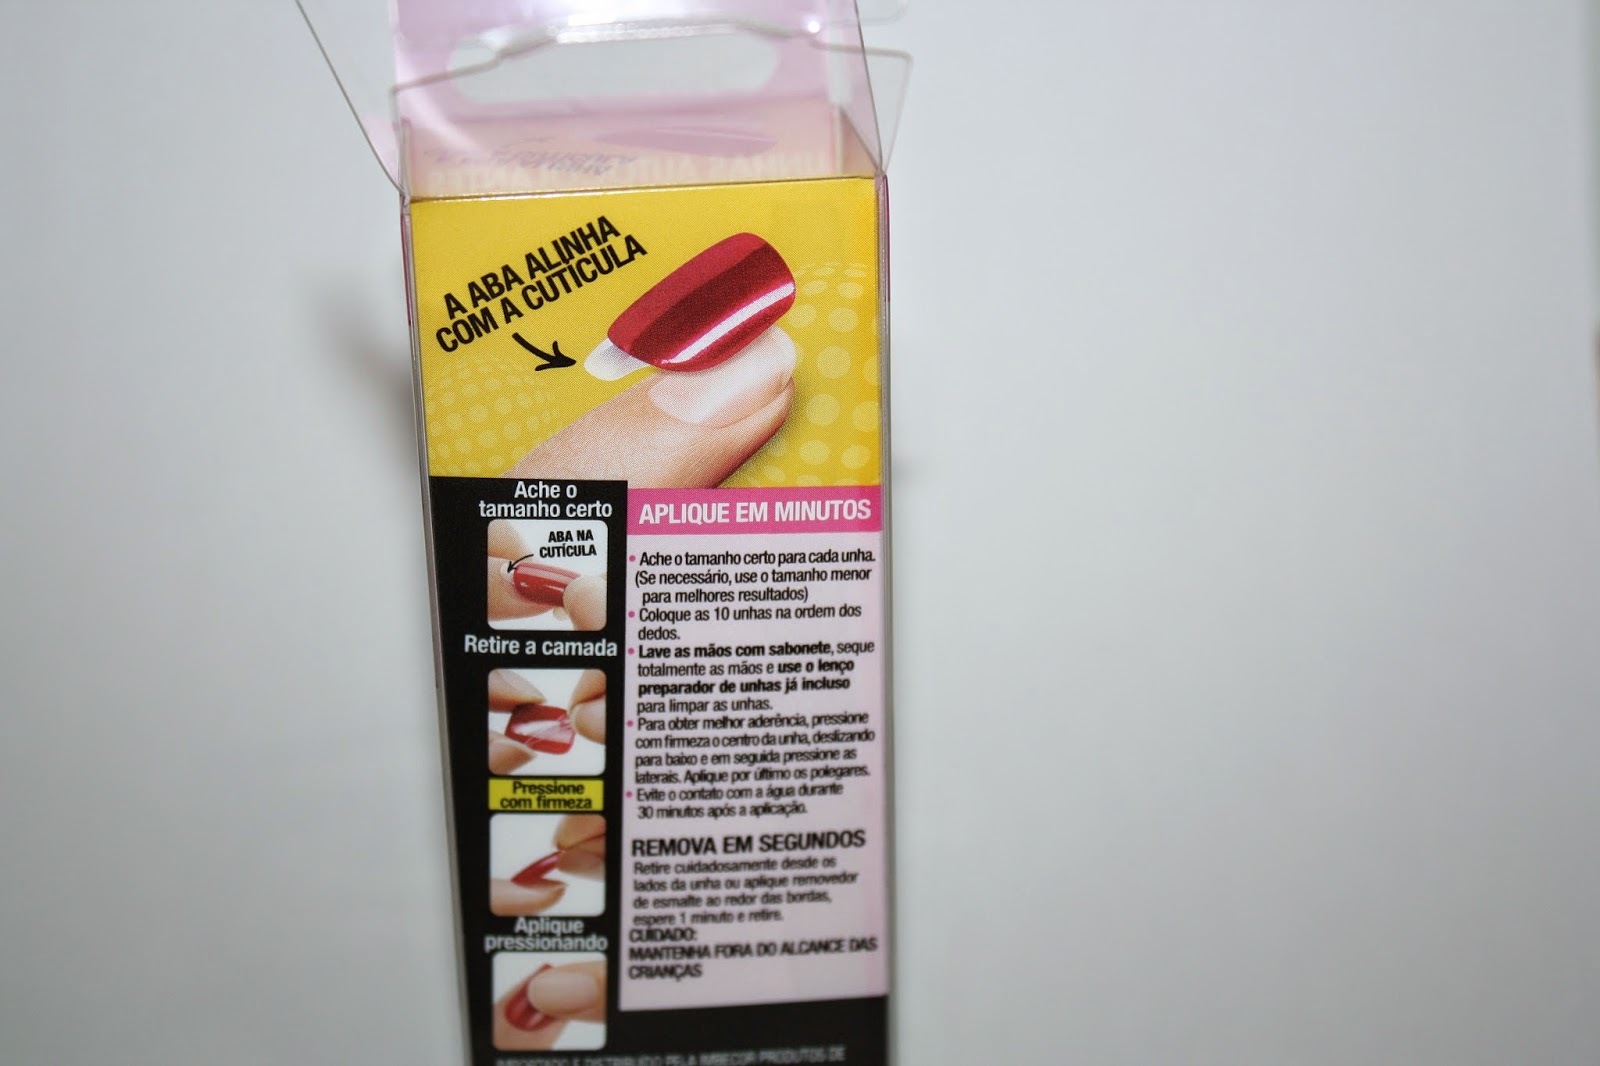 A ABA ALINHA
COM A CUTÍCULA
Ache o
tamanho certo
ABA NA
CUTÍCULA
Retire a camada
Pressione
com firmeza
Aplique
pressionando
APLIQUE EM MINUTOS
• Ache o tamanho certo para cada unha.
(Se necessário, use o tamanho menor
para melhores resultados)
• Coloque as 10 unhas na ordem dos
dedos.
• Lave as mãos com sabonete, seque
totalmente as mãos e use o lenço
preparador de unhas já incluso
para limpar as unhas.
• Para obter melhor aderência, pressione
com firmeza o centro da unha, deslizando
para baixo e em seguida pressione as
laterais. Aplique por último os polegares.
• Evite o contato com a água durante
30 minutos após a aplicação.
REMOVA EM SEGUNDOS
Retire cuidadosamente desde os
lados da unha ou aplique removedor
de esmalte ao redor das bordas,
espere 1 minuto e retire.
CUIDADO:
MANTENHA FORA DO ALCANCE DAS
CRIANÇAS
IMPORTADO E DISTRIBUÍDO PELA IMBECOR PRODUTOS DE